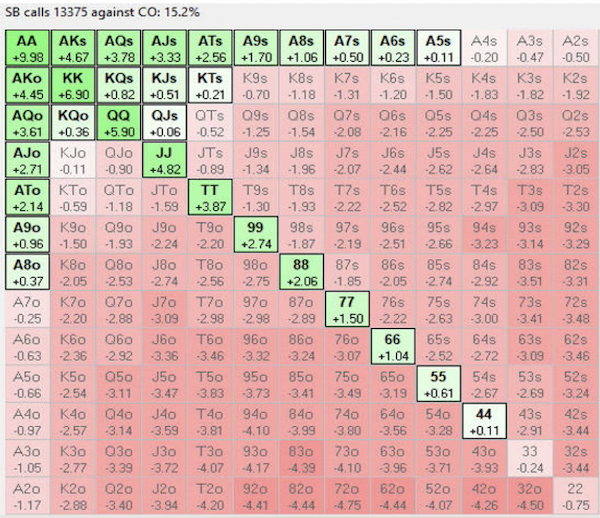 SB calls 13375 against CO: 15.2%
AA AKs AQs AJs ATs A9s A8s A7s A6s A5s A4s A3s A2s
+9.98 +4.67 +3.78 +3.33 +2.56 +1.70 +1.06 +0.50 +0.23 +0.11 -0.20 -0.47 -0.50
AKo KK KQs KJs KTs K9s K8s K7s K6s K5s K4s K3s K2s
+4.45 +6.90 +0.82 +0.51 +0.21 -0.70 -1.18 -1.31 -1.20 -1.50 -1.83 -1.82 -1.92
AQo KQo QQ QJs QTs Q9s Q8s Q7s Q6s Q5s Q4s Q3s Q2s
+3.61 +0.36 +5.90 +0.06 -0.52 -1.25 -1.54 -2.08 -2.16 -2.25 -2.25 -2.50 -2.53
AJo KJo QJo JJ JTs J9s J8s J7s J6s J5s J4s J3s J2s
+2.71 -0.11 -0.90 +4.82 -0.89 -1.34 -1.96 -2.07 -2.44 -2.62 -2.64 -2.83 -3.05
ATo KTo QTo JTo TT T9s T8s T7s T6s T5s T4s T3s T2s
+2.14 -0.59 -1.18 -1.59 +3.87 -1.30 -1.93 -2.22 -2.52 -2.82 -2.97 -3.09 -3.30
A9o K9o Q9o J9o T9o 99 98s 97s 96s 95s 94s 93s 92s
+0.96 -1.50 -1.93 -2.24 -2.20 +2.74 -1.87 -2.19 -2.51 -2.66 -3.23 -3.14 -3.29
A8o K8o Q8o J8o T8o 98o 88 87s 86s 85s 84s 83s 82s
+0.37 -2.05 -2.53 -2.74 -2.56 -2.75 +2.06 -1.85 -2.05 -2.74 -2.92 -3.51 -3.31
A7o K7o Q7o J7o T7o 97o 87o 77 76s 75s 74s 73s 72s
-0.25 -2.20 -2.88 -3.09 -2.98 -2.98 -2.89 +1.50 -2.22 -2.63 -3.00 -3.41 -3.48
A6o K6o Q6o J6o T6o 96o 86o 76o 66 65s 64s 63s 62s
-0.63 -2.36 -2.92 -3.36 -3.46 -3.32 -3.24 -3.07 +1.04 -2.52 -2.72 -3.09 -3.46
A5o K5o Q5o J5o T5o 95o 85o 75o 65o 55 54s 53s 52s
-0.66 -2.54 -3.11 -3.47 -3.83 -3.73 -3.41 -3.49 -3.19 +0.61 -2.67 -2.69 -3.24
A4o K4o Q4o J4o T4o 94o 84o 74o 64o 54o 44 43s 42s
-0.97 -2.57 -3.14 -3.59 -3.81 -4.10 -3.99 -3.80 -3.56 -3.28 +0.11 -2.91 -3.44
A3o K3o Q3o J3o T3o 93o 83o 73o 63o 53o 43o 33 32s
-1.05 -2.77 -3.39 -3.72 -4.07 -4.17 -4.39 -4.10 -3.96 -3.71 -3.93 -0.24 -3.44
A2o K2o Q2o J2o T2o 92o 82o 72o 62o 52o 42o 32o 22
-1.17 -2.88 -3.40 -3.94 -4.20 -4.41 -4.44 -4.75 -4.44 -4.07 -4.26 -4.50 -0.75